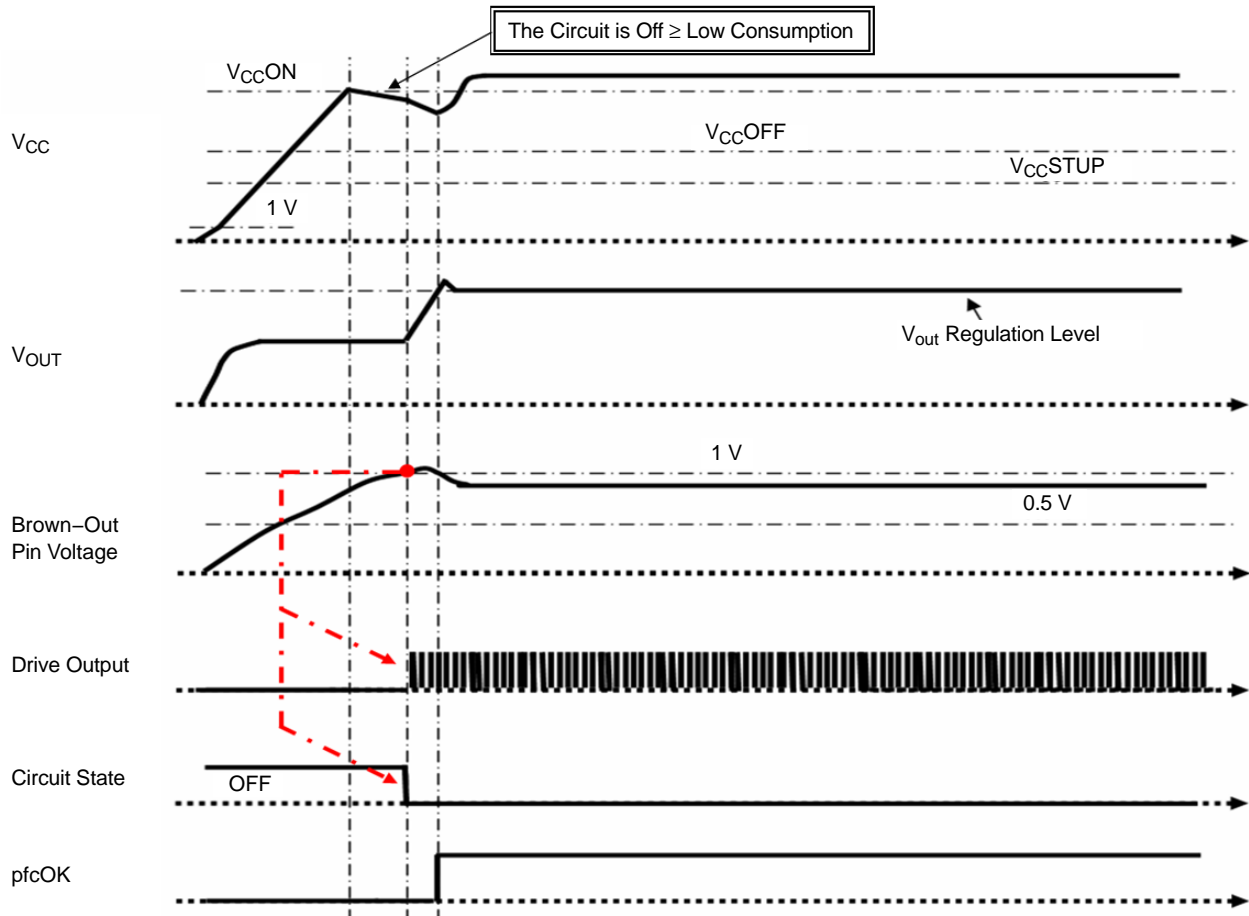 The Circuit is Off ≥ Low Consumption
VCCON
VCC
VCCOFF
VCCSTUP
1 V
Vout Regulation Level
VOUT
1 V
0.5 V
Brown−Out
Pin Voltage
Drive Output
Circuit State
OFF
pfcOK